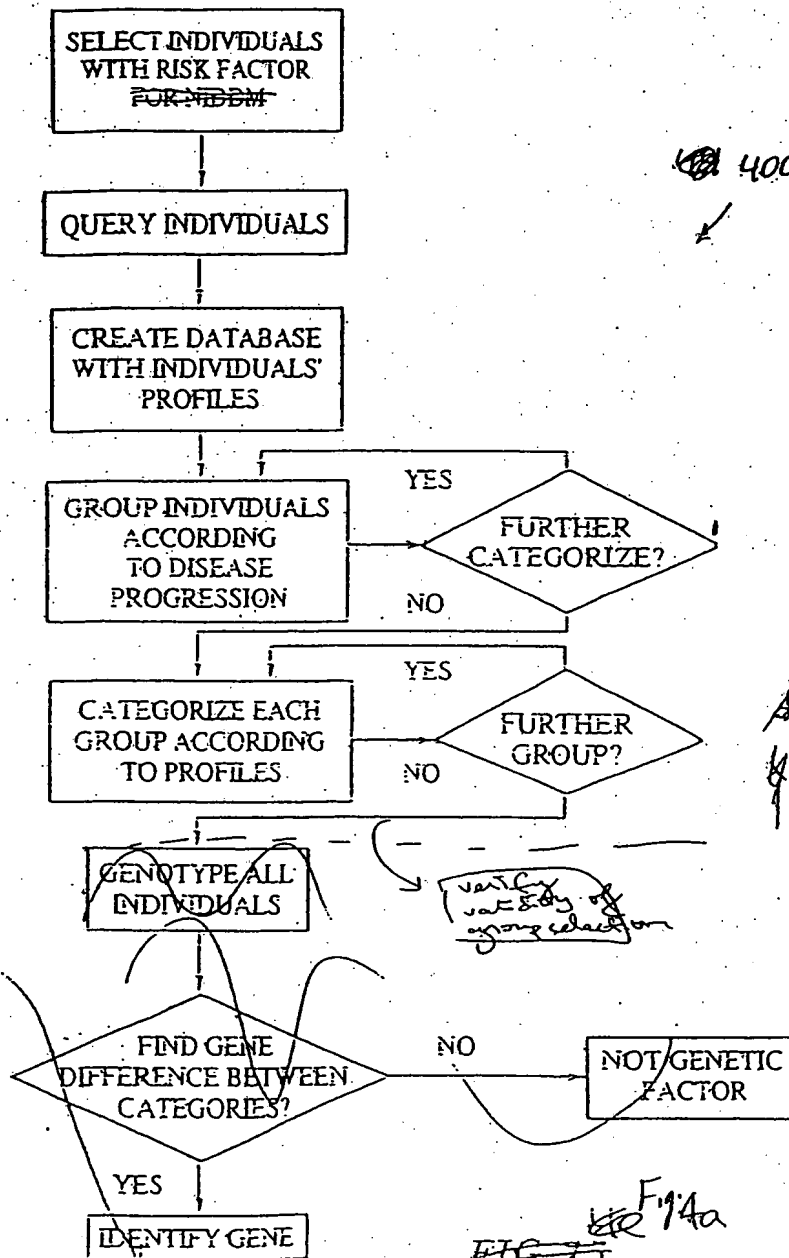 SELECT INDIVIDUALS
WITH RISK FACTOR
FOR NIDDM
400
QUERY INDIVIDUALS
CREATE DATABASE
WITH INDIVIDUALS'
PROFILES
YES
GROUP INDIVIDUALS
ACCORDING
TO DISEASE
PROGRESSION
FURTHER
CATEGORIZE?
NO
YES
CATEGORIZE EACH
GROUP ACCORDING
TO PROFILES
FURTHER
GROUP?
NO
GENOTYPE ALL
INDIVIDUALS
verify
validity of
group selection
FIND GENE
DIFFERENCE BETWEEN
CATEGORIES?
NO
NOT GENETIC
FACTOR
YES
IDENTIFY GENE
Fig. 4a
FIG.